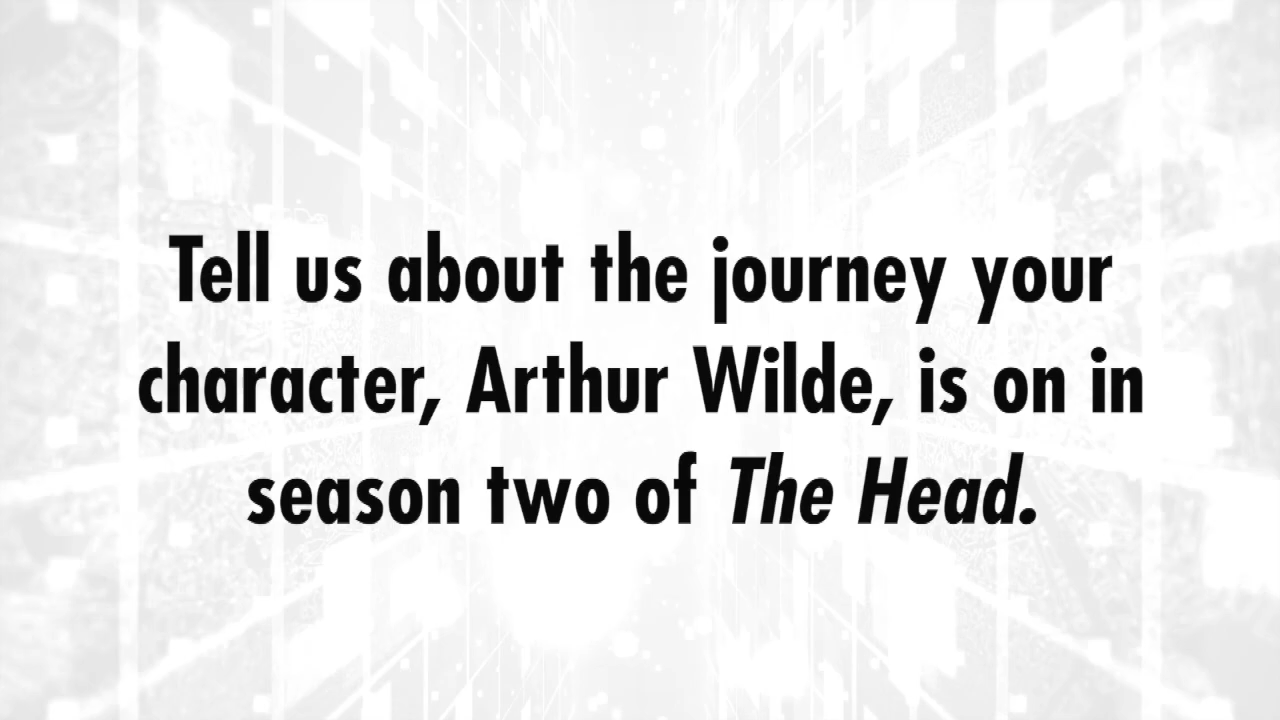 Tell us about the journey your
character, Arthur Wilde, is on in
season two of The Head.